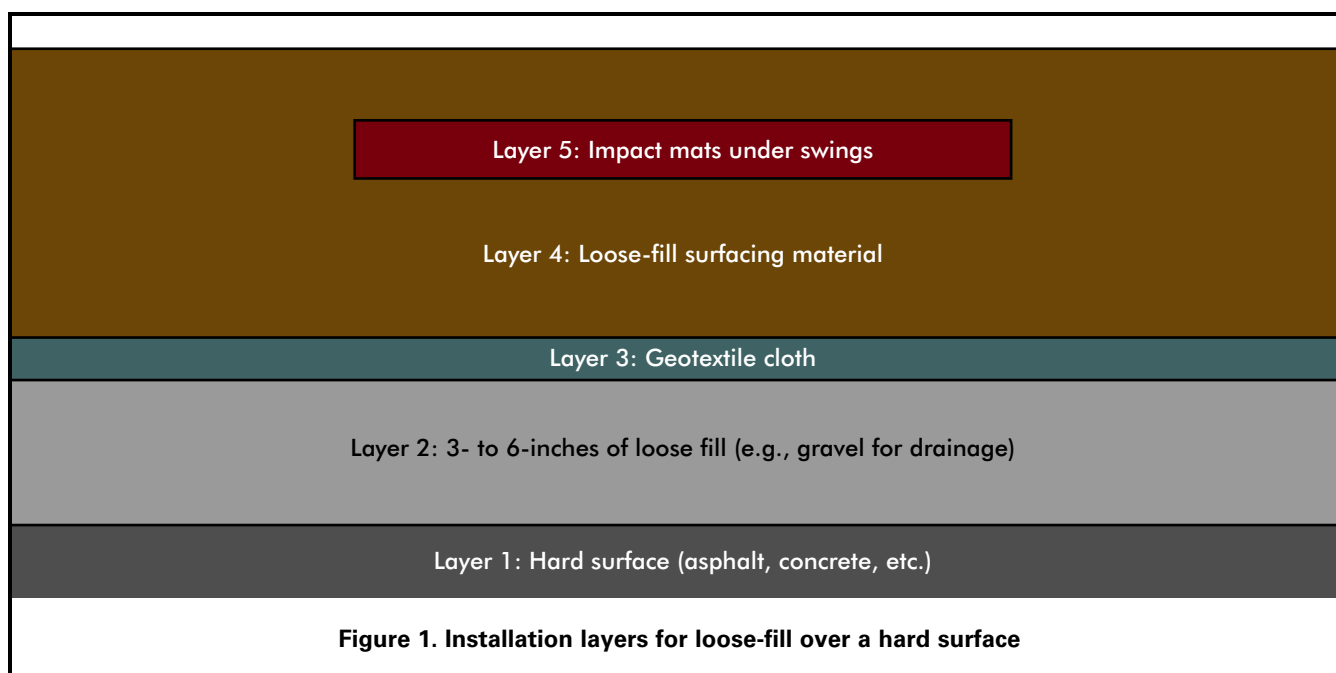 Layer 5: Impact mats under swings
Layer 4: Loose-fill surfacing material
Layer 3: Geotextile cloth
Layer 2: 3- to 6-inches of loose fill (e.g., gravel for drainage)
Layer 1: Hard surface (asphalt, concrete, etc.)
Figure 1. Installation layers for loose-fill over a hard surface